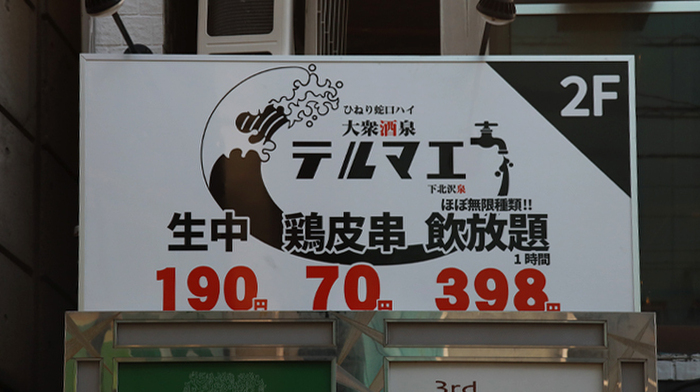 2F
ひねり蛇口ハイ
大衆酒泉
テルマエ
下北沢泉
ほぼ無限種類!!
生中 鶏皮串 飲放題
1時間
190円 70円 398円
3rd